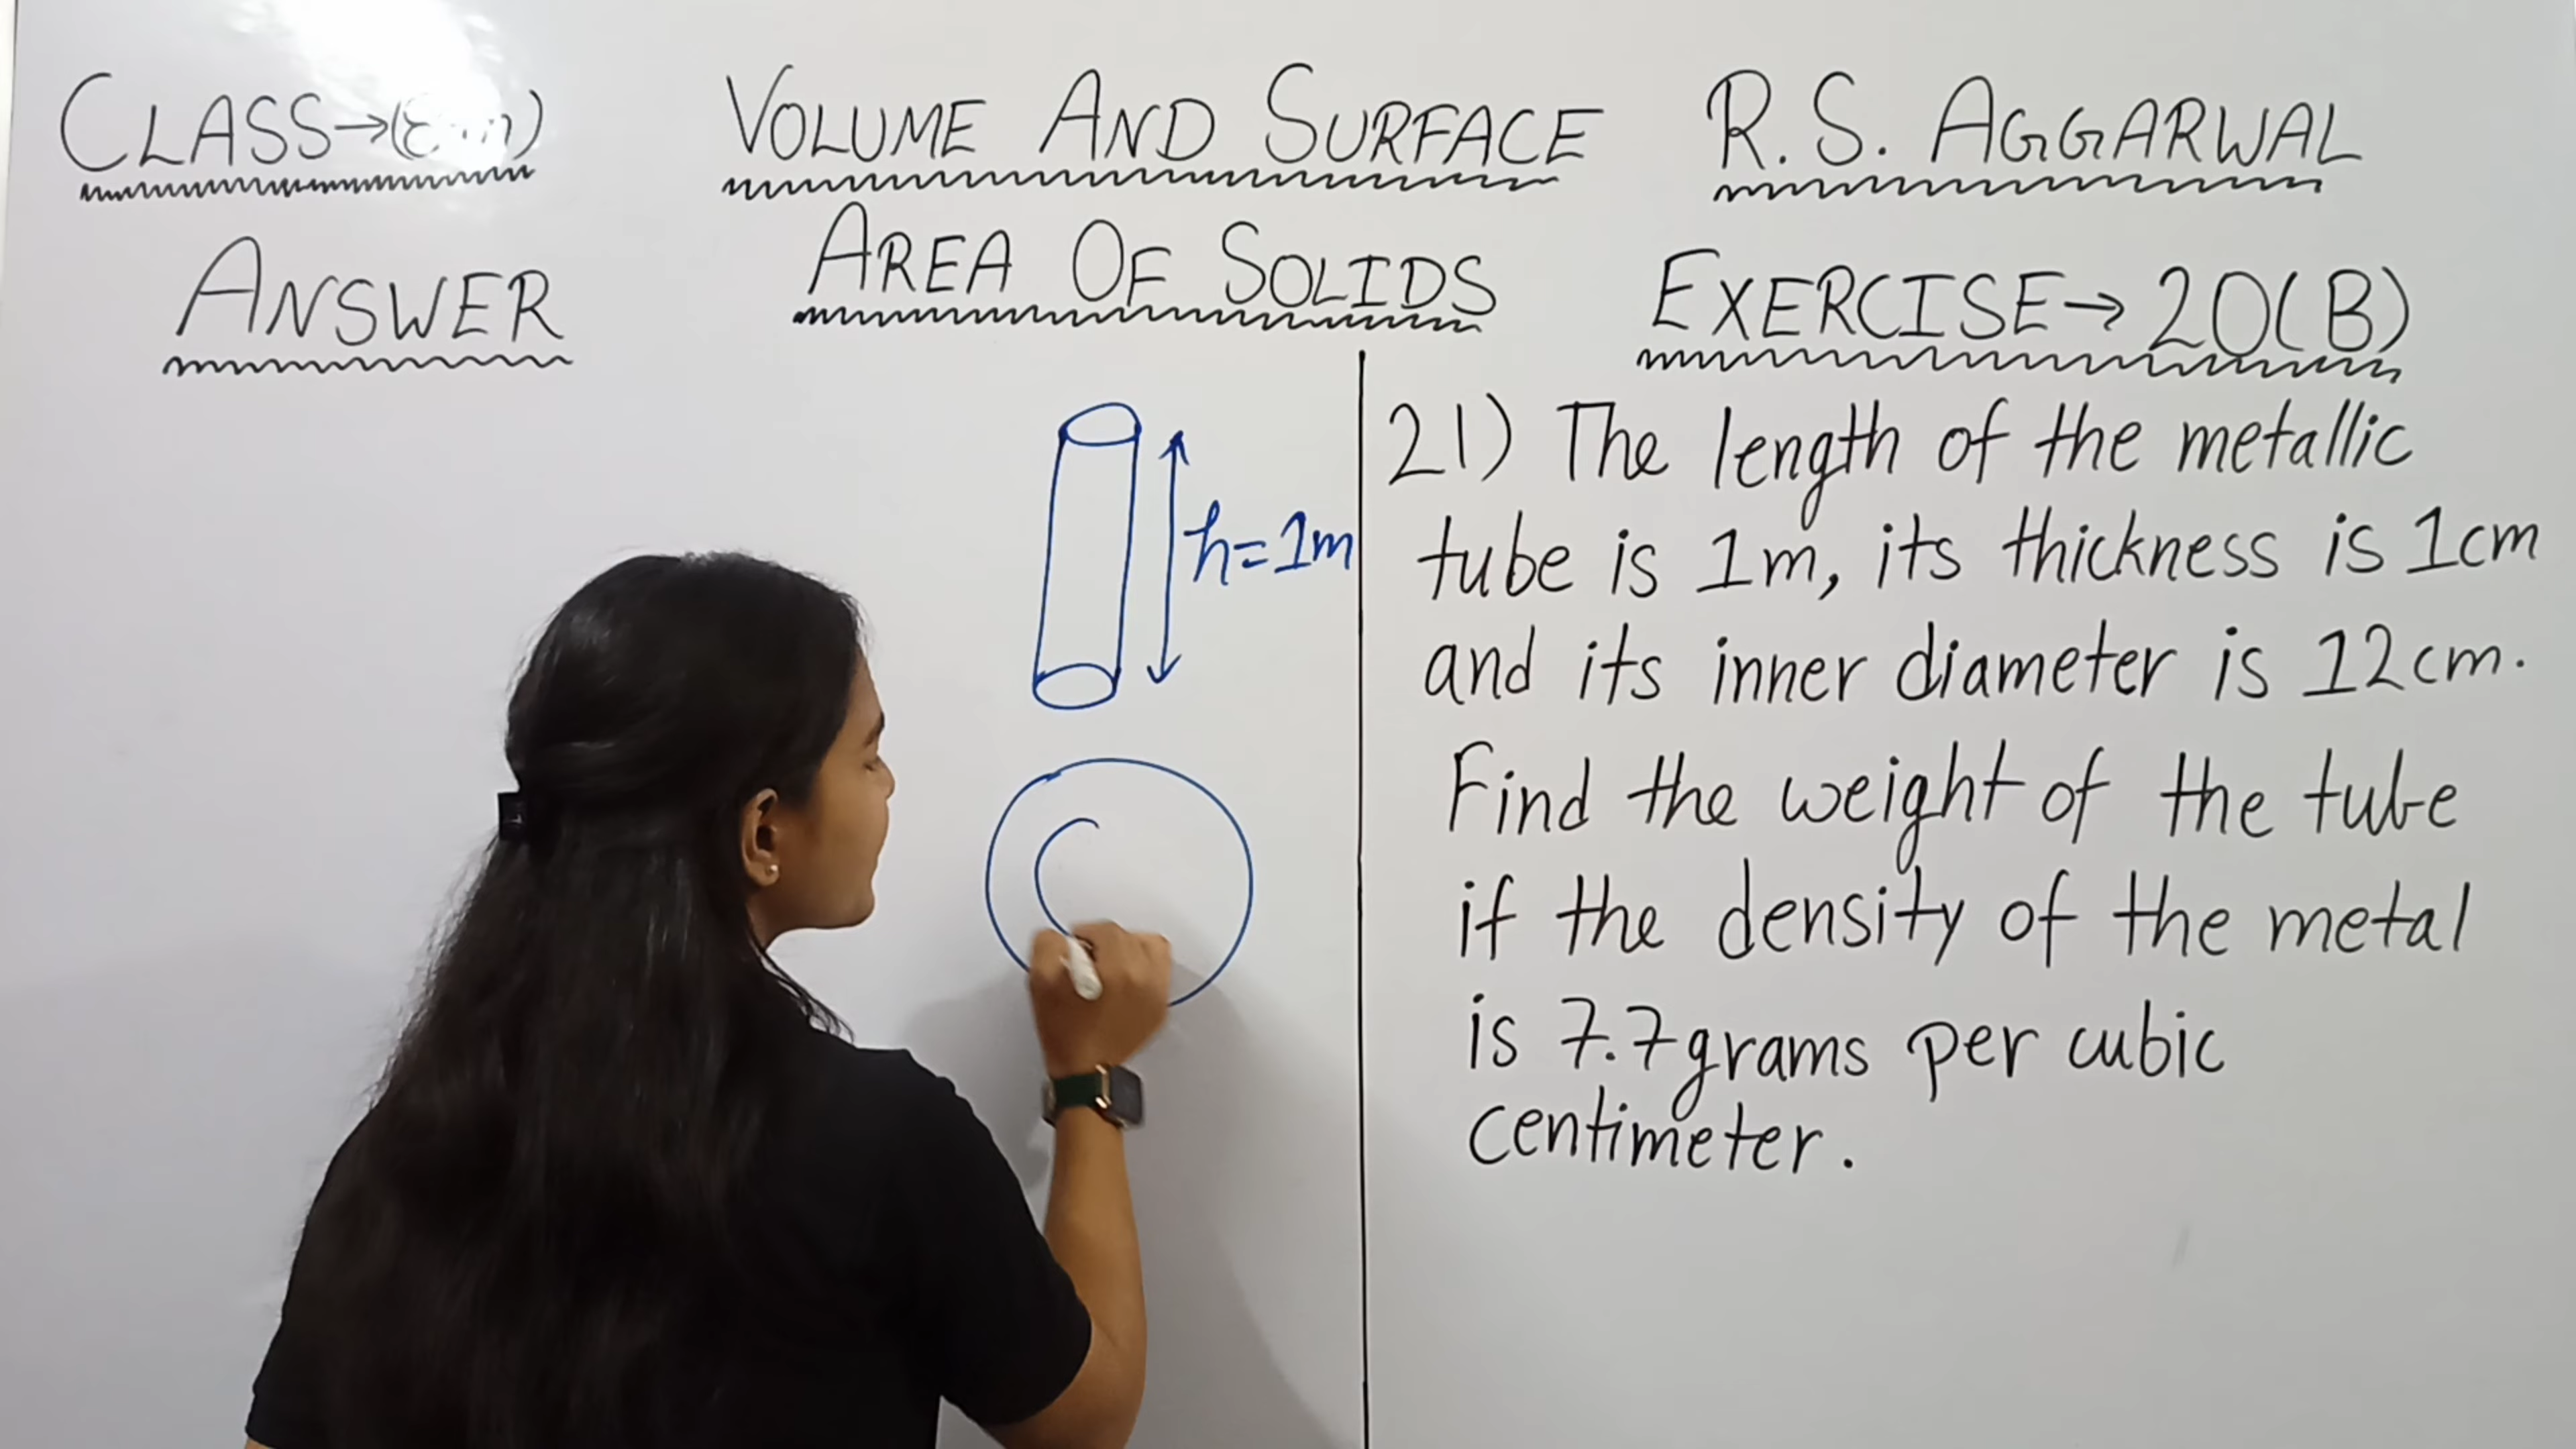 CLASS→
VOLUME AND SURFACE
AREA OF SOLIDS
R.S. AGGARWAL
EXERCISE→20(B)
ANSWER
h=1m
21) The length of the metallic
tube is 1m, its thickness is 1cm
and its inner diameter is 12cm.
Find the weight of the tube
if the density of the metal
is 7.7grams per cubic
centimeter.